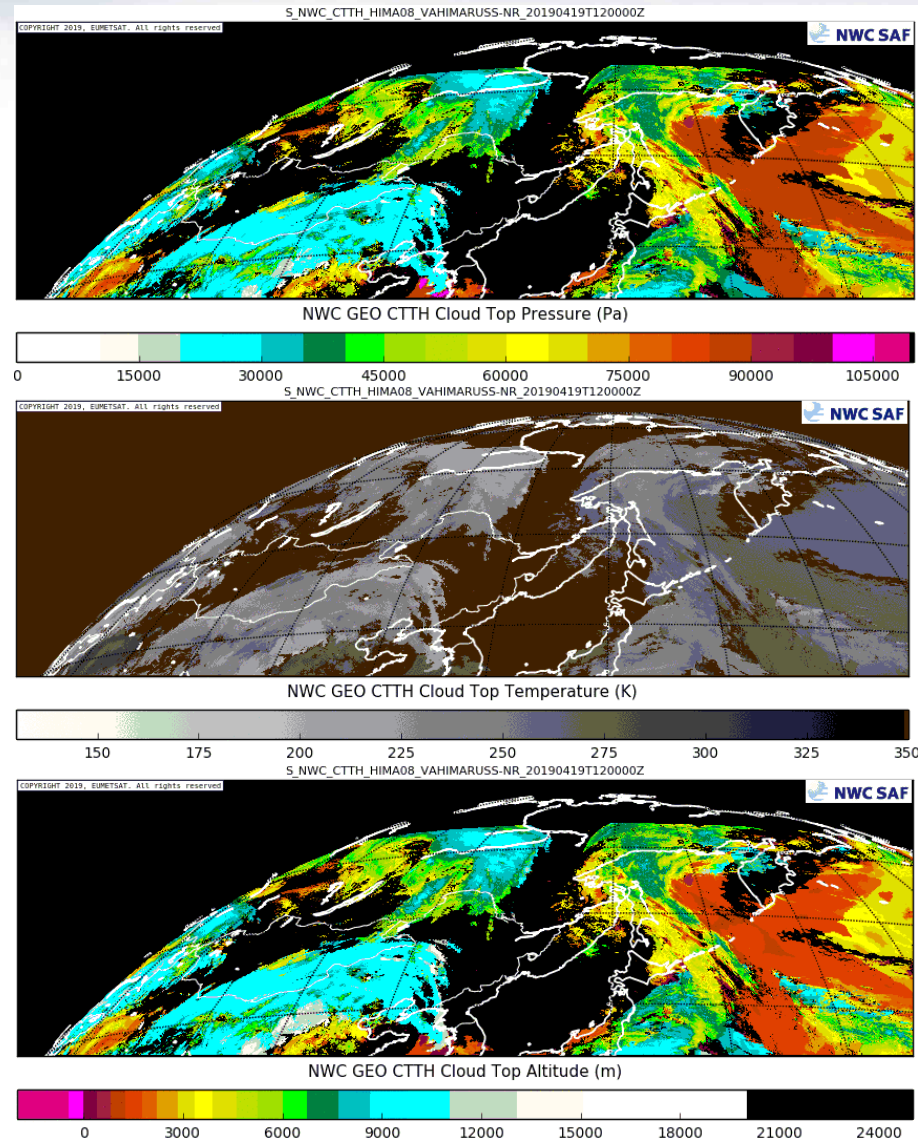 S_NWC_CTTH_HIMA08_VAHIMARUSS-NR_20190419T120000Z
COPYRIGHT 2019, EUMETSAT. All rights reserved
NWC SAF
NWC GEO CTTH Cloud Top Pressure (Pa)
0 15000 30000 45000 60000 75000 90000 105000
S_NWC_CTTH_HIMA08_VAHIMARUSS-NR_20190419T120000Z
COPYRIGHT 2019, EUMETSAT. All rights reserved
NWC SAF
NWC GEO CTTH Cloud Top Temperature (K)
150 175 200 225 250 275 300 325 350
S_NWC_CTTH_HIMA08_VAHIMARUSS-NR_20190419T120000Z
COPYRIGHT 2019, EUMETSAT. All rights reserved
NWC SAF
NWC GEO CTTH Cloud Top Altitude (m)
0 3000 6000 9000 12000 15000 18000 21000 24000